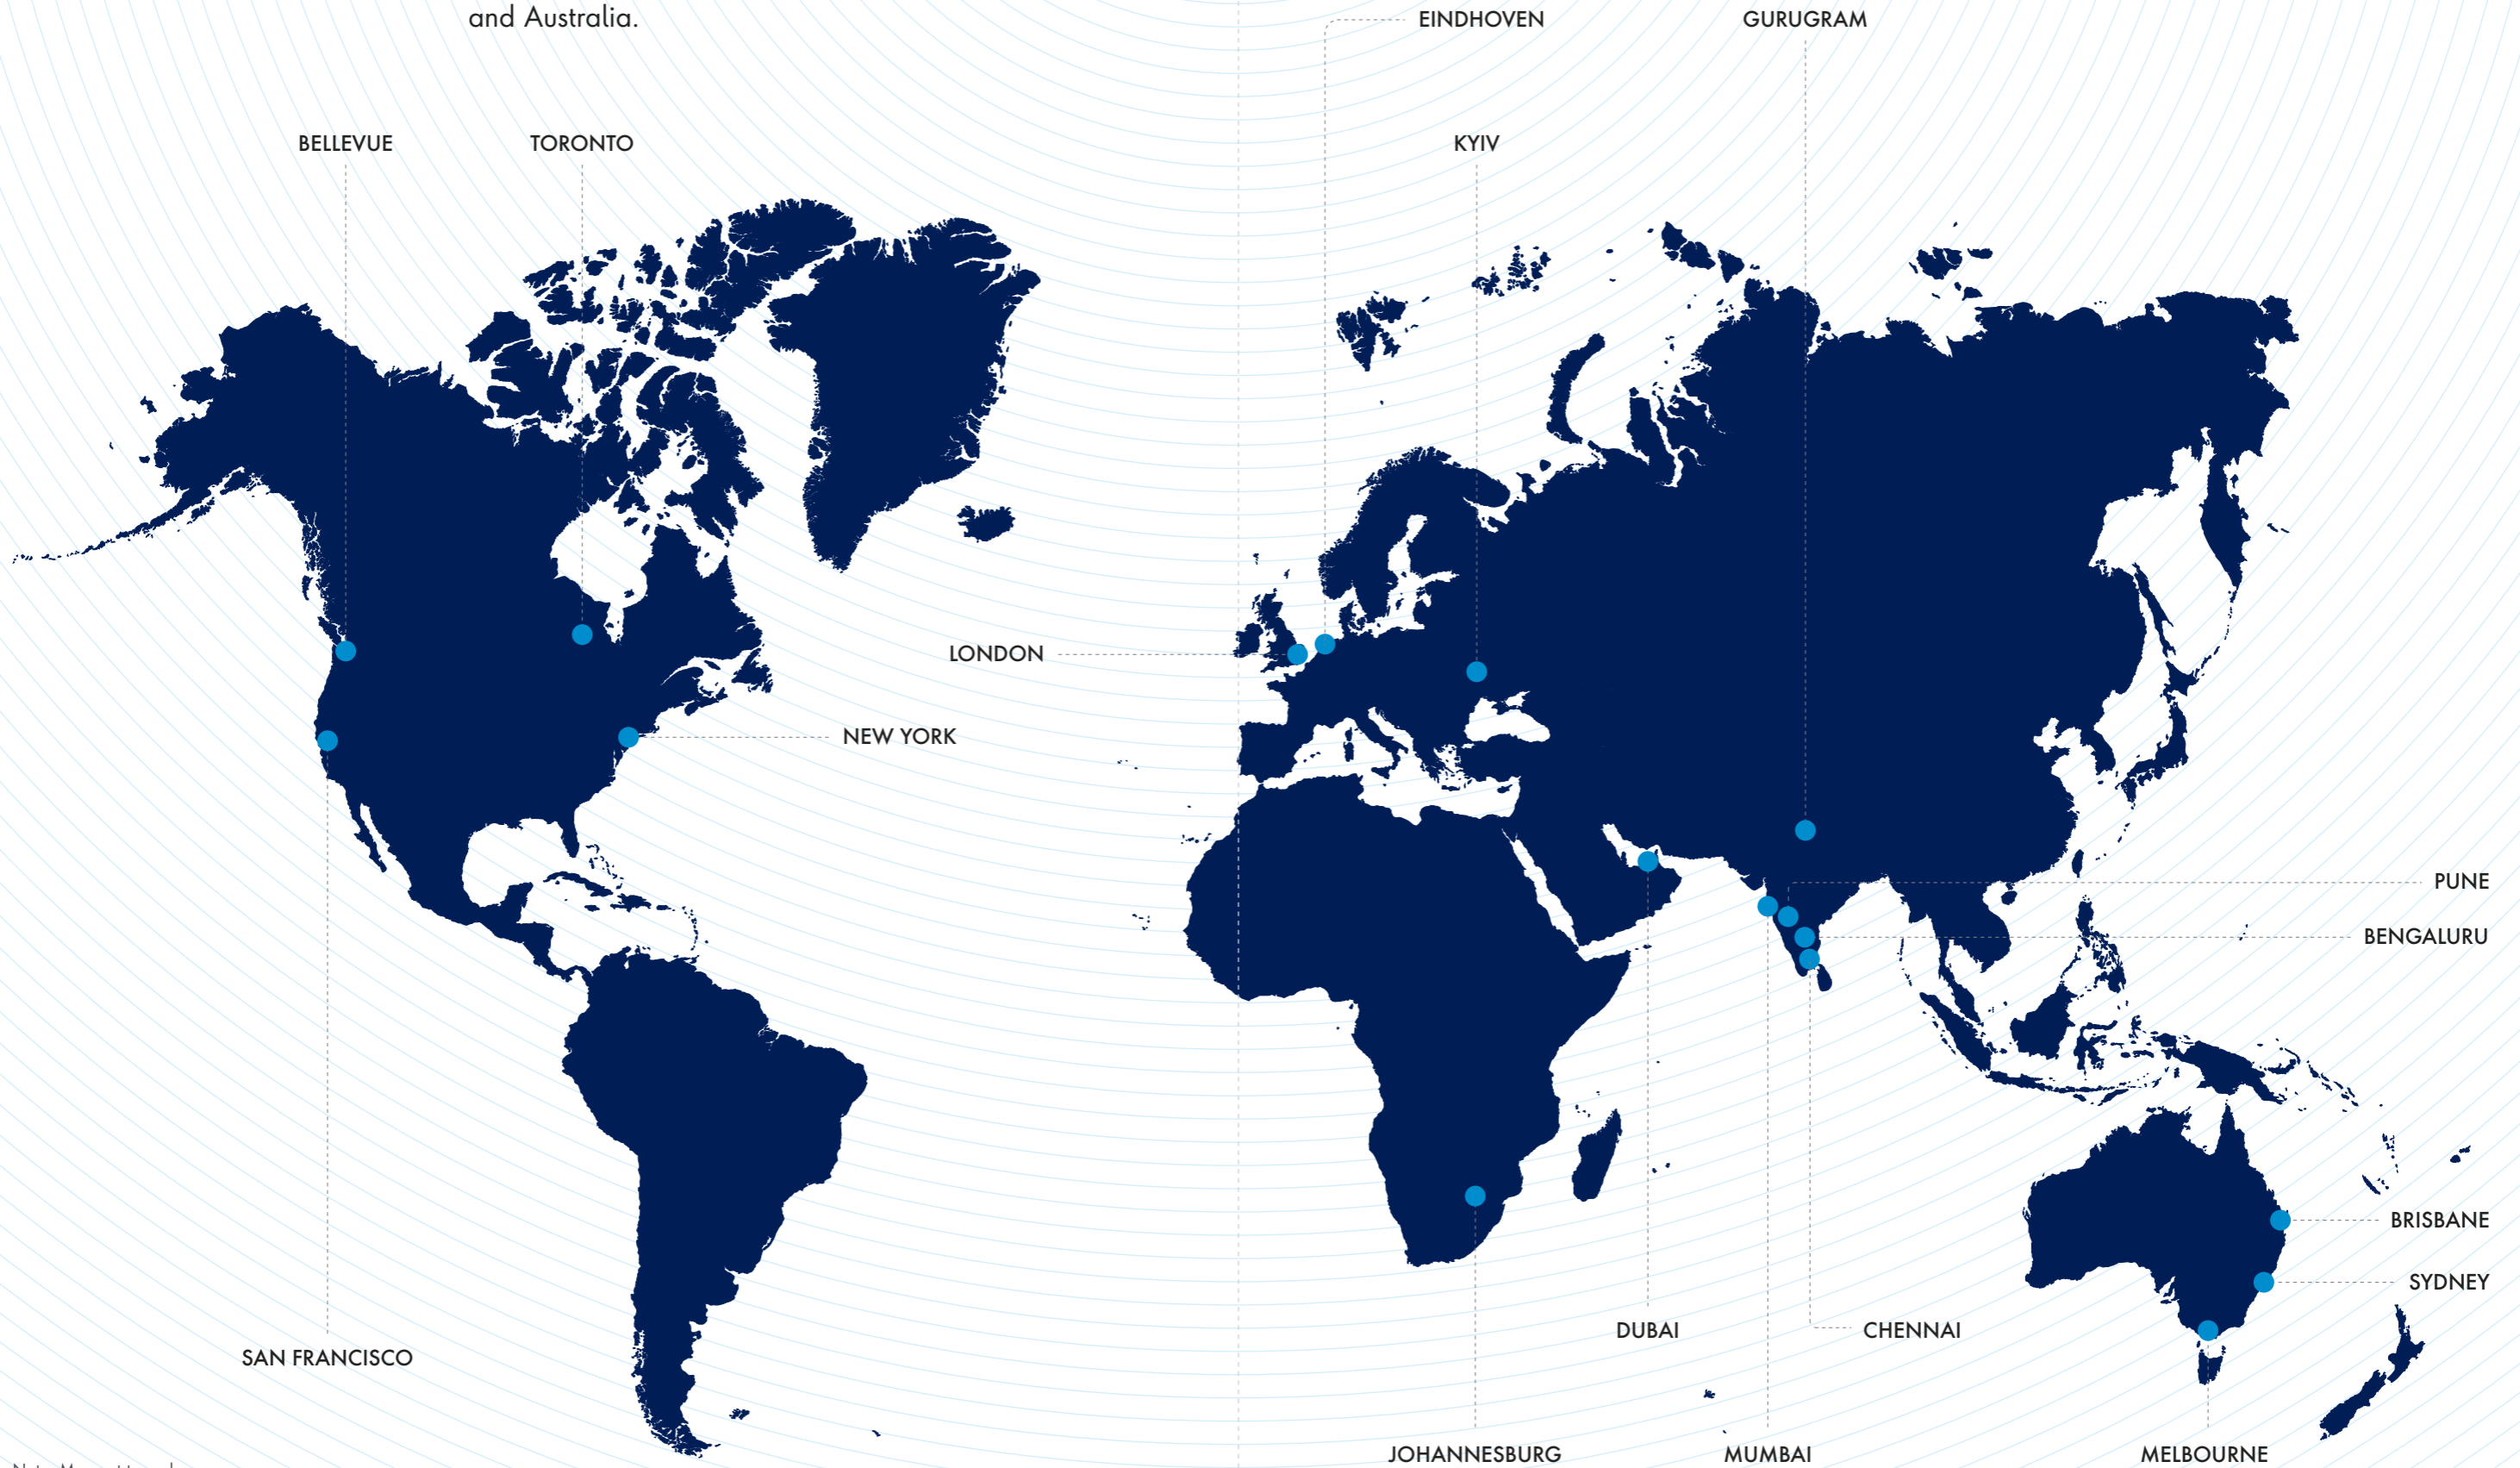 and Australia.
EINDHOVEN
GURUGRAM
BELLEVUE
TORONTO
KYIV
LONDON
NEW YORK
PUNE
BENGALURU
BRISBANE
SYDNEY
DUBAI
CHENNAI
SAN FRANCISCO
JOHANNESBURG
MUMBAI
MELBOURNE